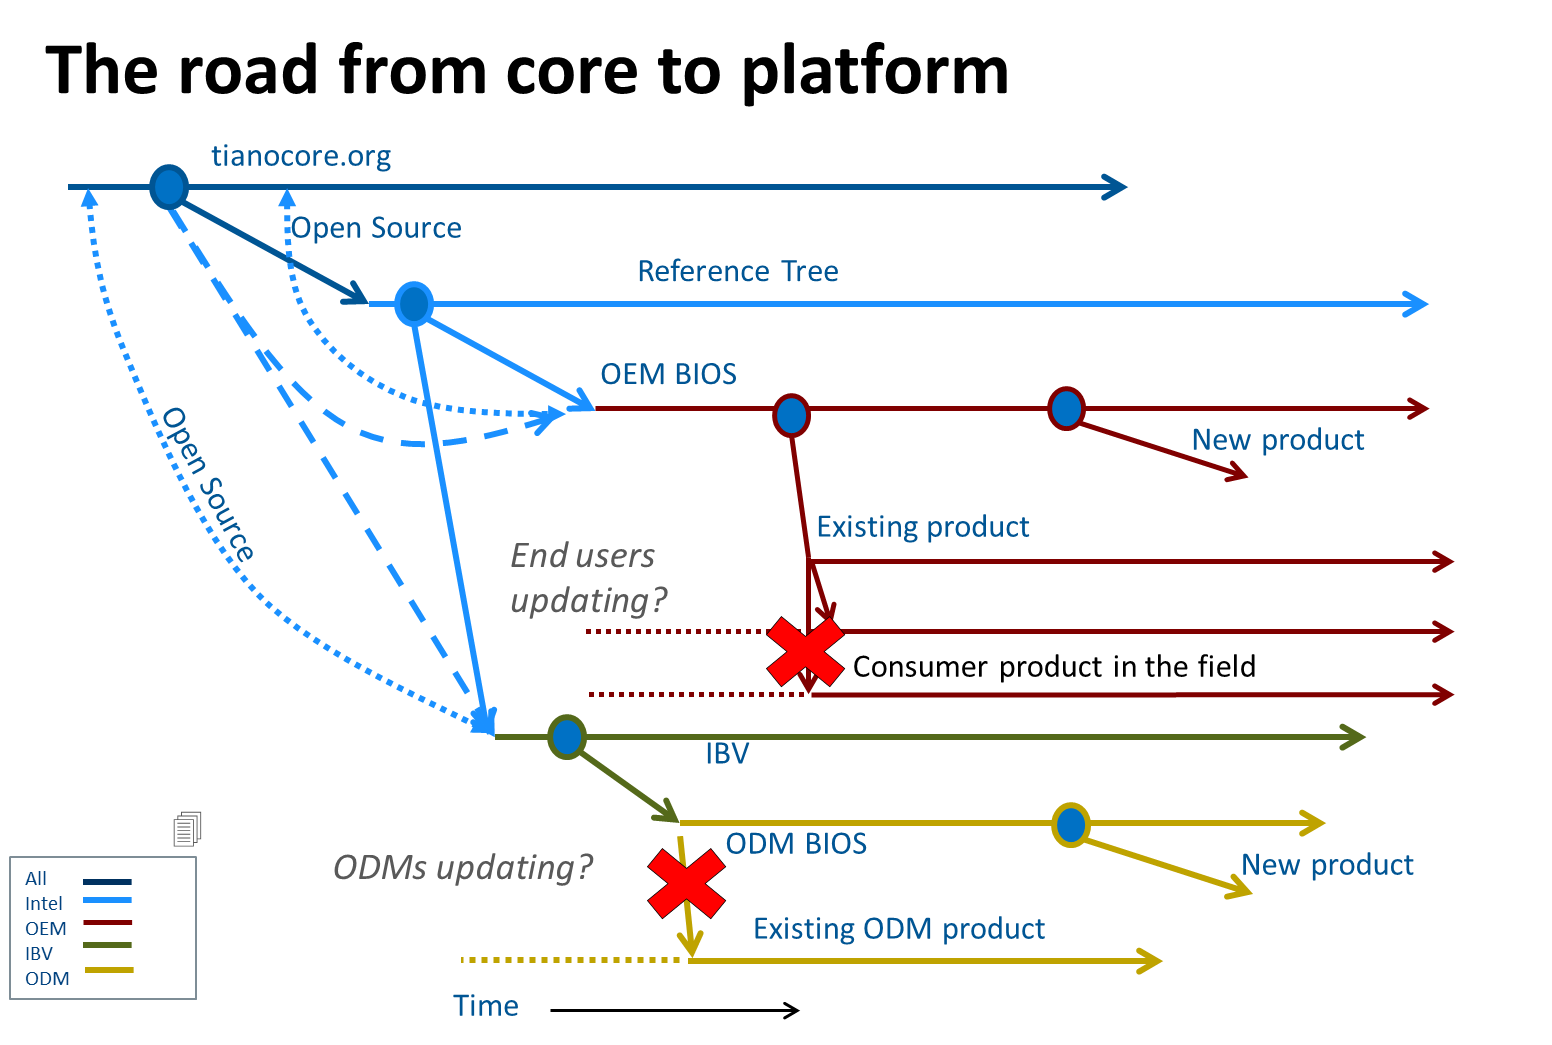 The road from core to platform
tianocore.org
Open Source
Reference Tree
OEM BIOS
New product
Open Source
Existing product
End users
updating?
Consumer product in the field
IBV
ODM BIOS
ODMs updating?
New product
Existing ODM product
All
Intel
OEM
IBV
ODM
Time